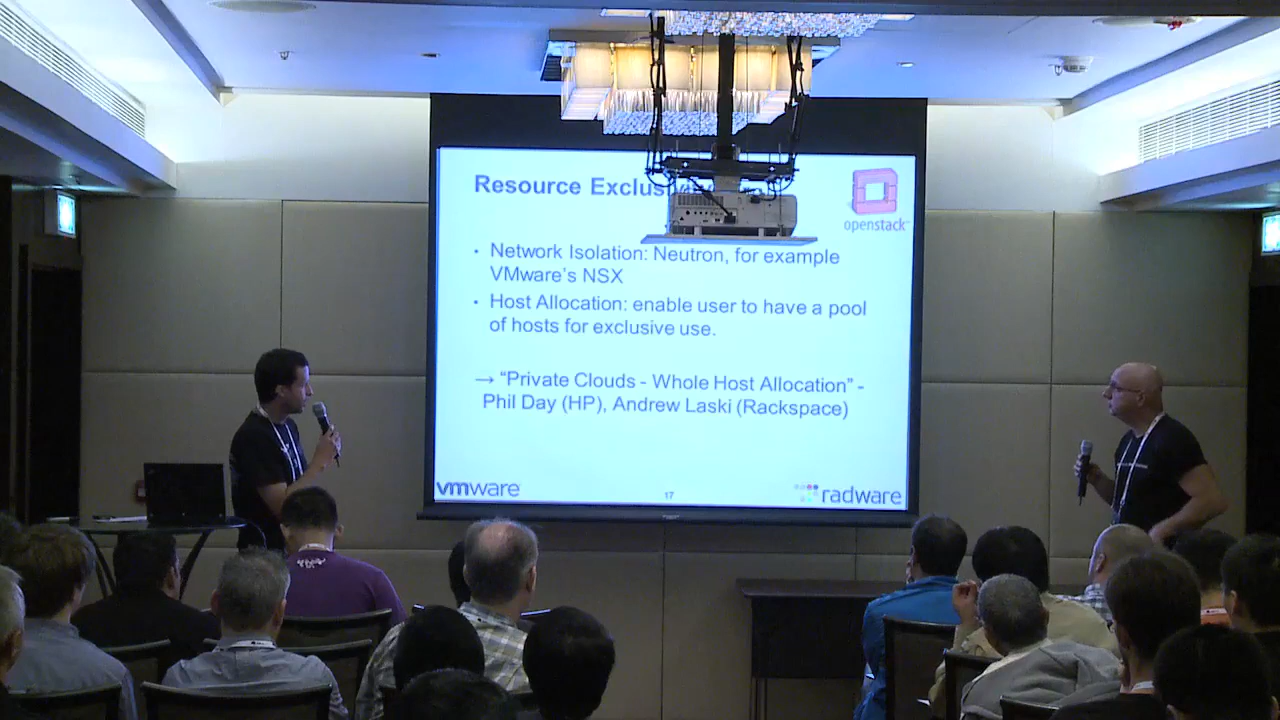 Resource
openstack
· Network Isolation: Neutron, for example
VMware's NSX
· Host Allocation: enable user to have a pool
of hosts for exclusive use.
→ “Private Clouds - Whole Host Allocation” -
Phil Day (HP), Andrew Laski (Rackspace)
vmware
17
radware